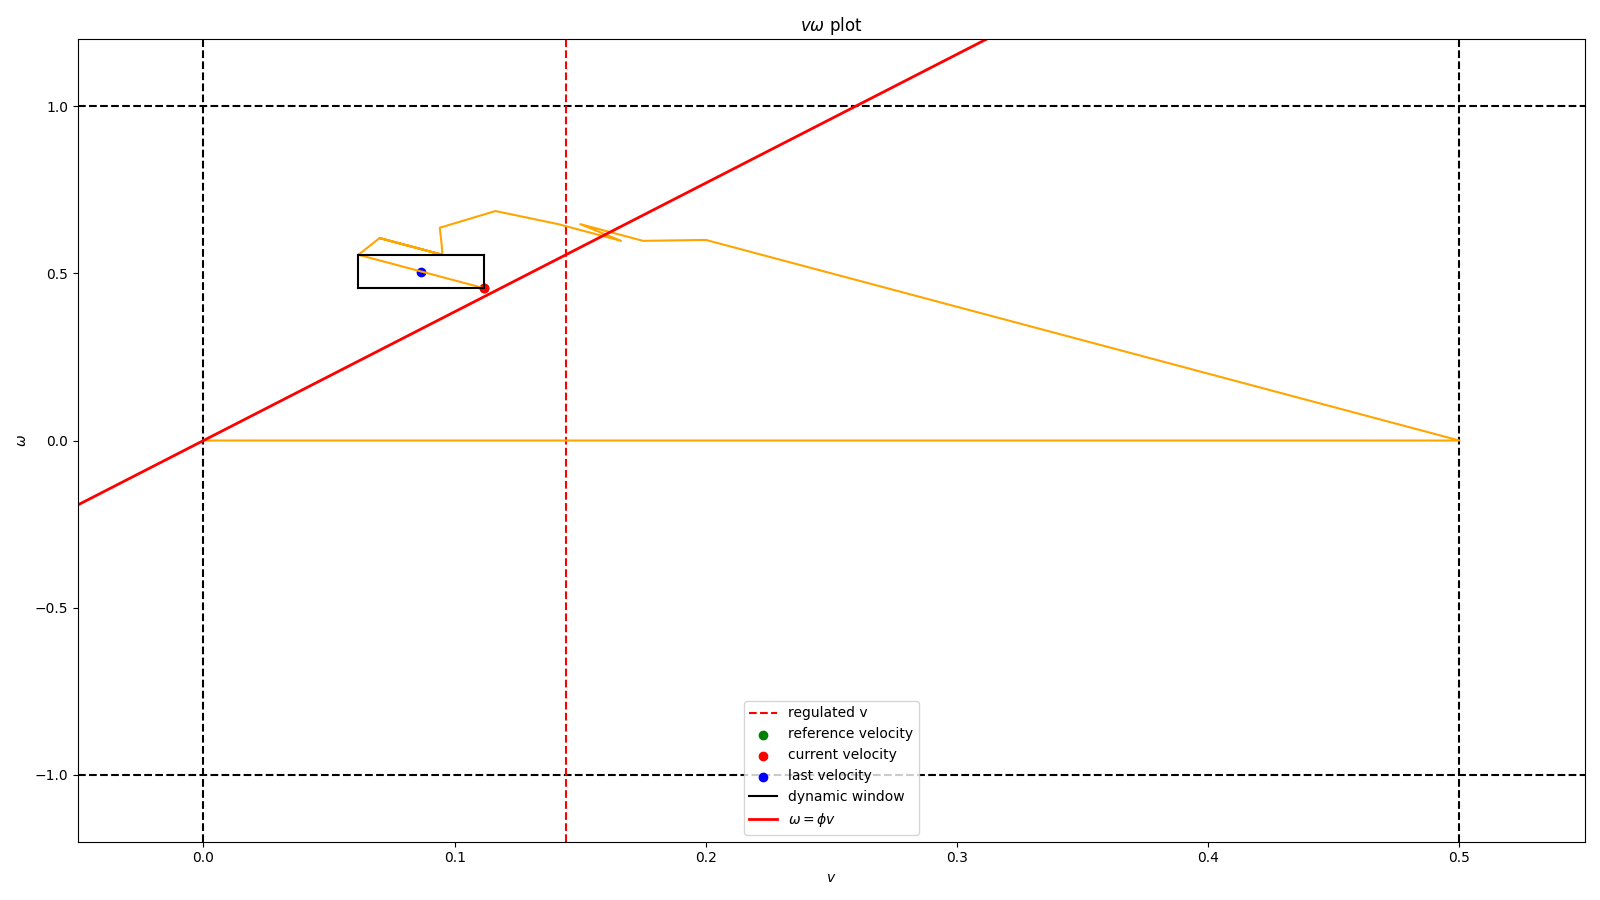 vω plot
1.0
0.5
0.0
−0.5
−1.0
ω
regulated v
reference velocity
current velocity
last velocity
dynamic window
ω = ϕv
0.0 0.1 0.2 0.3 0.4 0.5
v